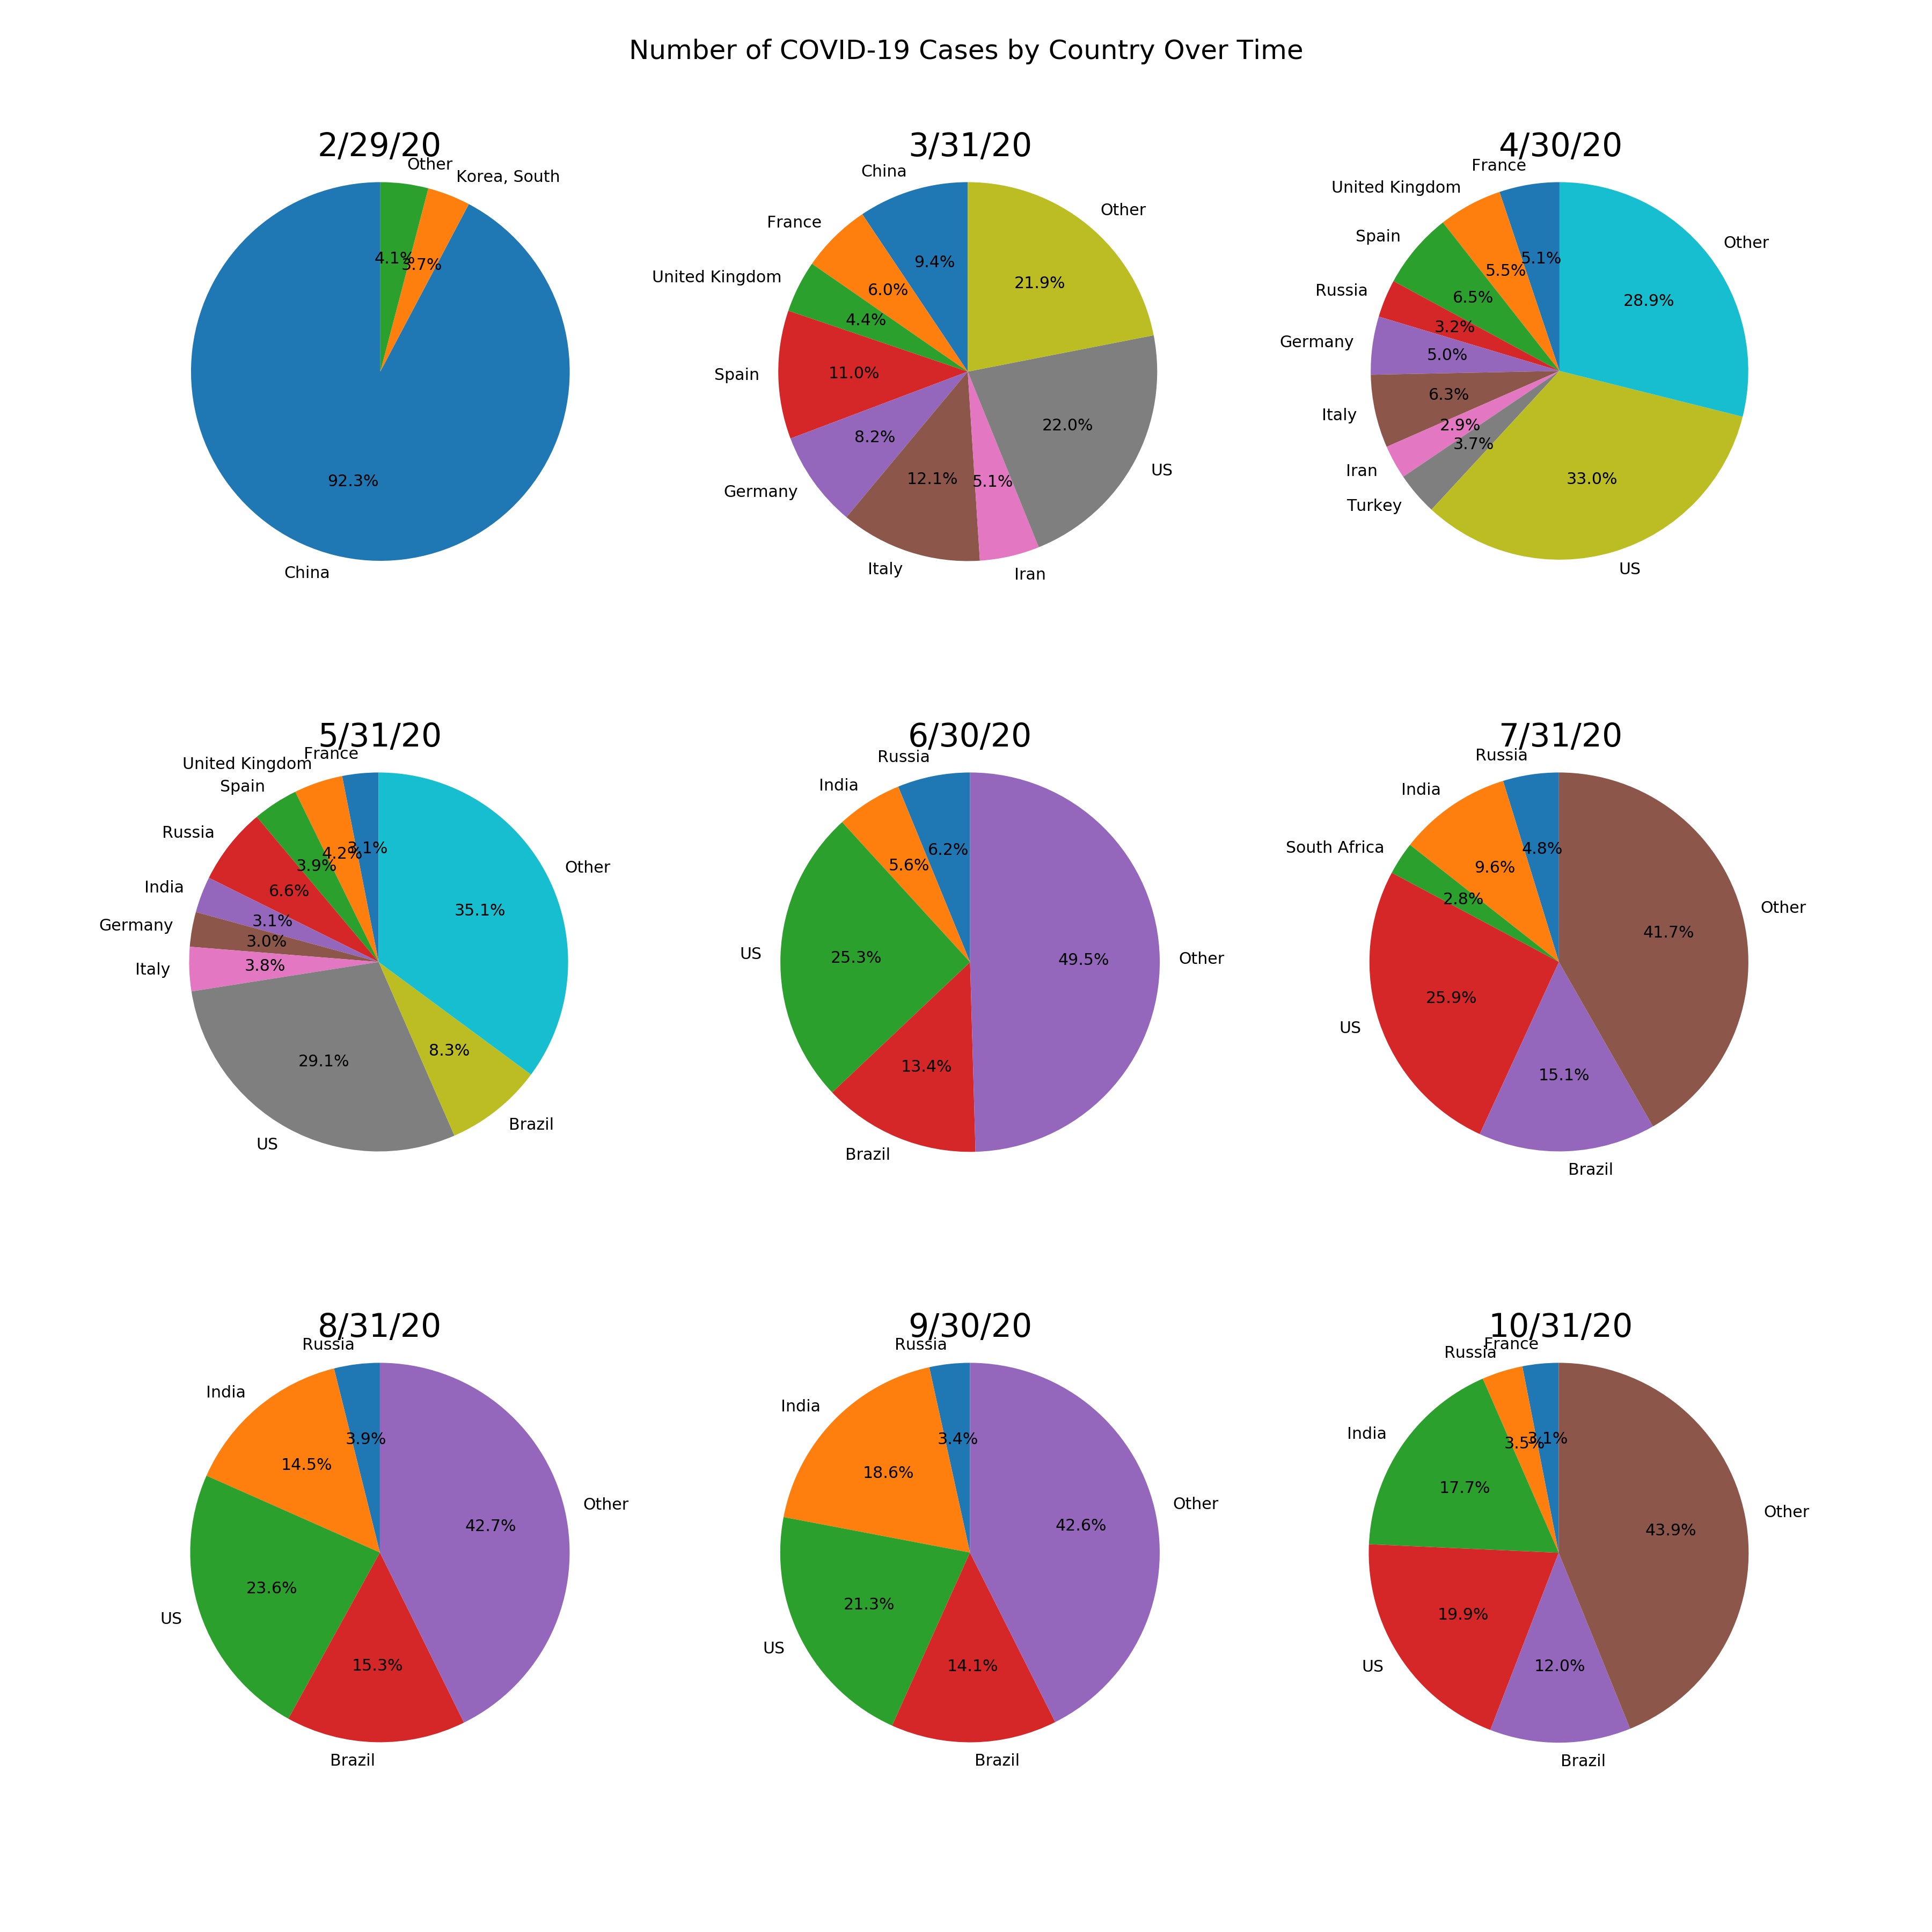 Number of COVID-19 Cases by Country Over Time
2/29/20
Other
Korea, South
4.1%
3.7%
92.3%
China
3/31/20
China
Other
France
9.4%
21.9%
United Kingdom
6.0%
4.4%
Spain
11.0%
22.0%
8.2%
US
Germany
12.1%
5.1%
Italy
Iran
4/30/20
France
United Kingdom
Spain
Other
5.1%
5.5%
Russia
6.5%
28.9%
3.2%
Germany
5.0%
6.3%
Italy
2.9%
3.7%
Iran
33.0%
Turkey
US
5/31/20
France
United Kingdom
Spain
Russia
3.1%
4.2%
3.9%
Other
India
6.6%
35.1%
3.1%
Germany
3.0%
Italy
3.8%
8.3%
29.1%
Brazil
US
6/30/20
Russia
India
6.2%
5.6%
US
25.3%
49.5%
Other
13.4%
Brazil
7/31/20
Russia
India
South Africa
4.8%
9.6%
2.8%
Other
41.7%
25.9%
US
15.1%
Brazil
8/31/20
Russia
India
3.9%
14.5%
Other
42.7%
23.6%
US
15.3%
Brazil
9/30/20
Russia
India
3.4%
18.6%
Other
42.6%
21.3%
US
14.1%
Brazil
10/31/20
France
Russia
India
3.1%
3.5%
17.7%
Other
43.9%
19.9%
US
12.0%
Brazil